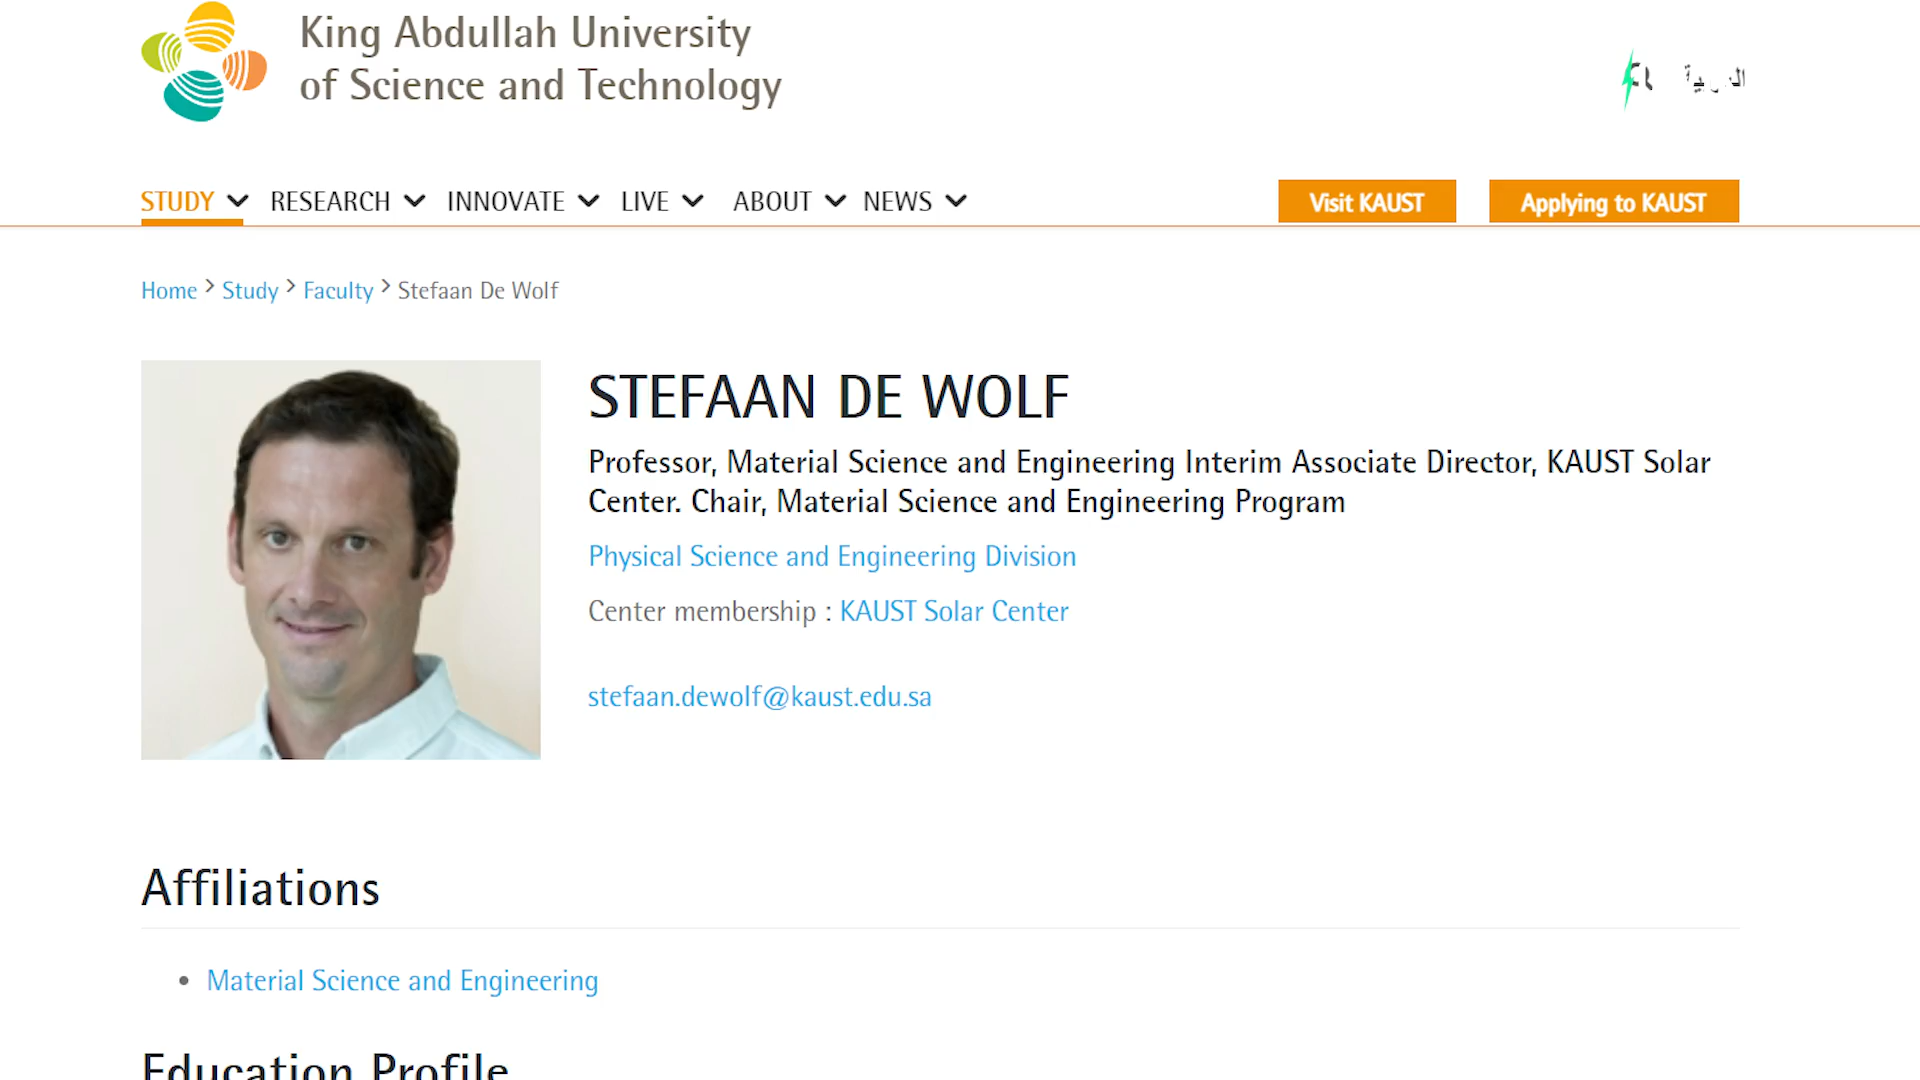 King Abdullah University
of Science and Technology
STUDY RESEARCH INNOVATE LIVE ABOUT NEWS Visit KAUST Applying to KAUST
Home > Study > Faculty > Stefaan De Wolf
STEFAAN DE WOLF
Professor, Material Science and Engineering Interim Associate Director, KAUST Solar
Center. Chair, Material Science and Engineering Program
Physical Science and Engineering Division
Center membership : KAUST Solar Center
stefaan.dewolf@kaust.edu.sa
Affiliations
• Material Science and Engineering
Education Profile